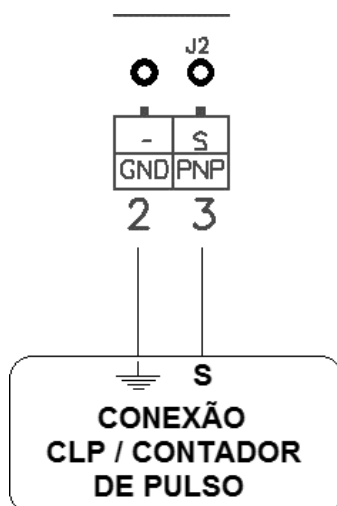 J2
- S
GND PNP
2 3
S
CONEXÃO
CLP / CONTADOR
DE PULSO